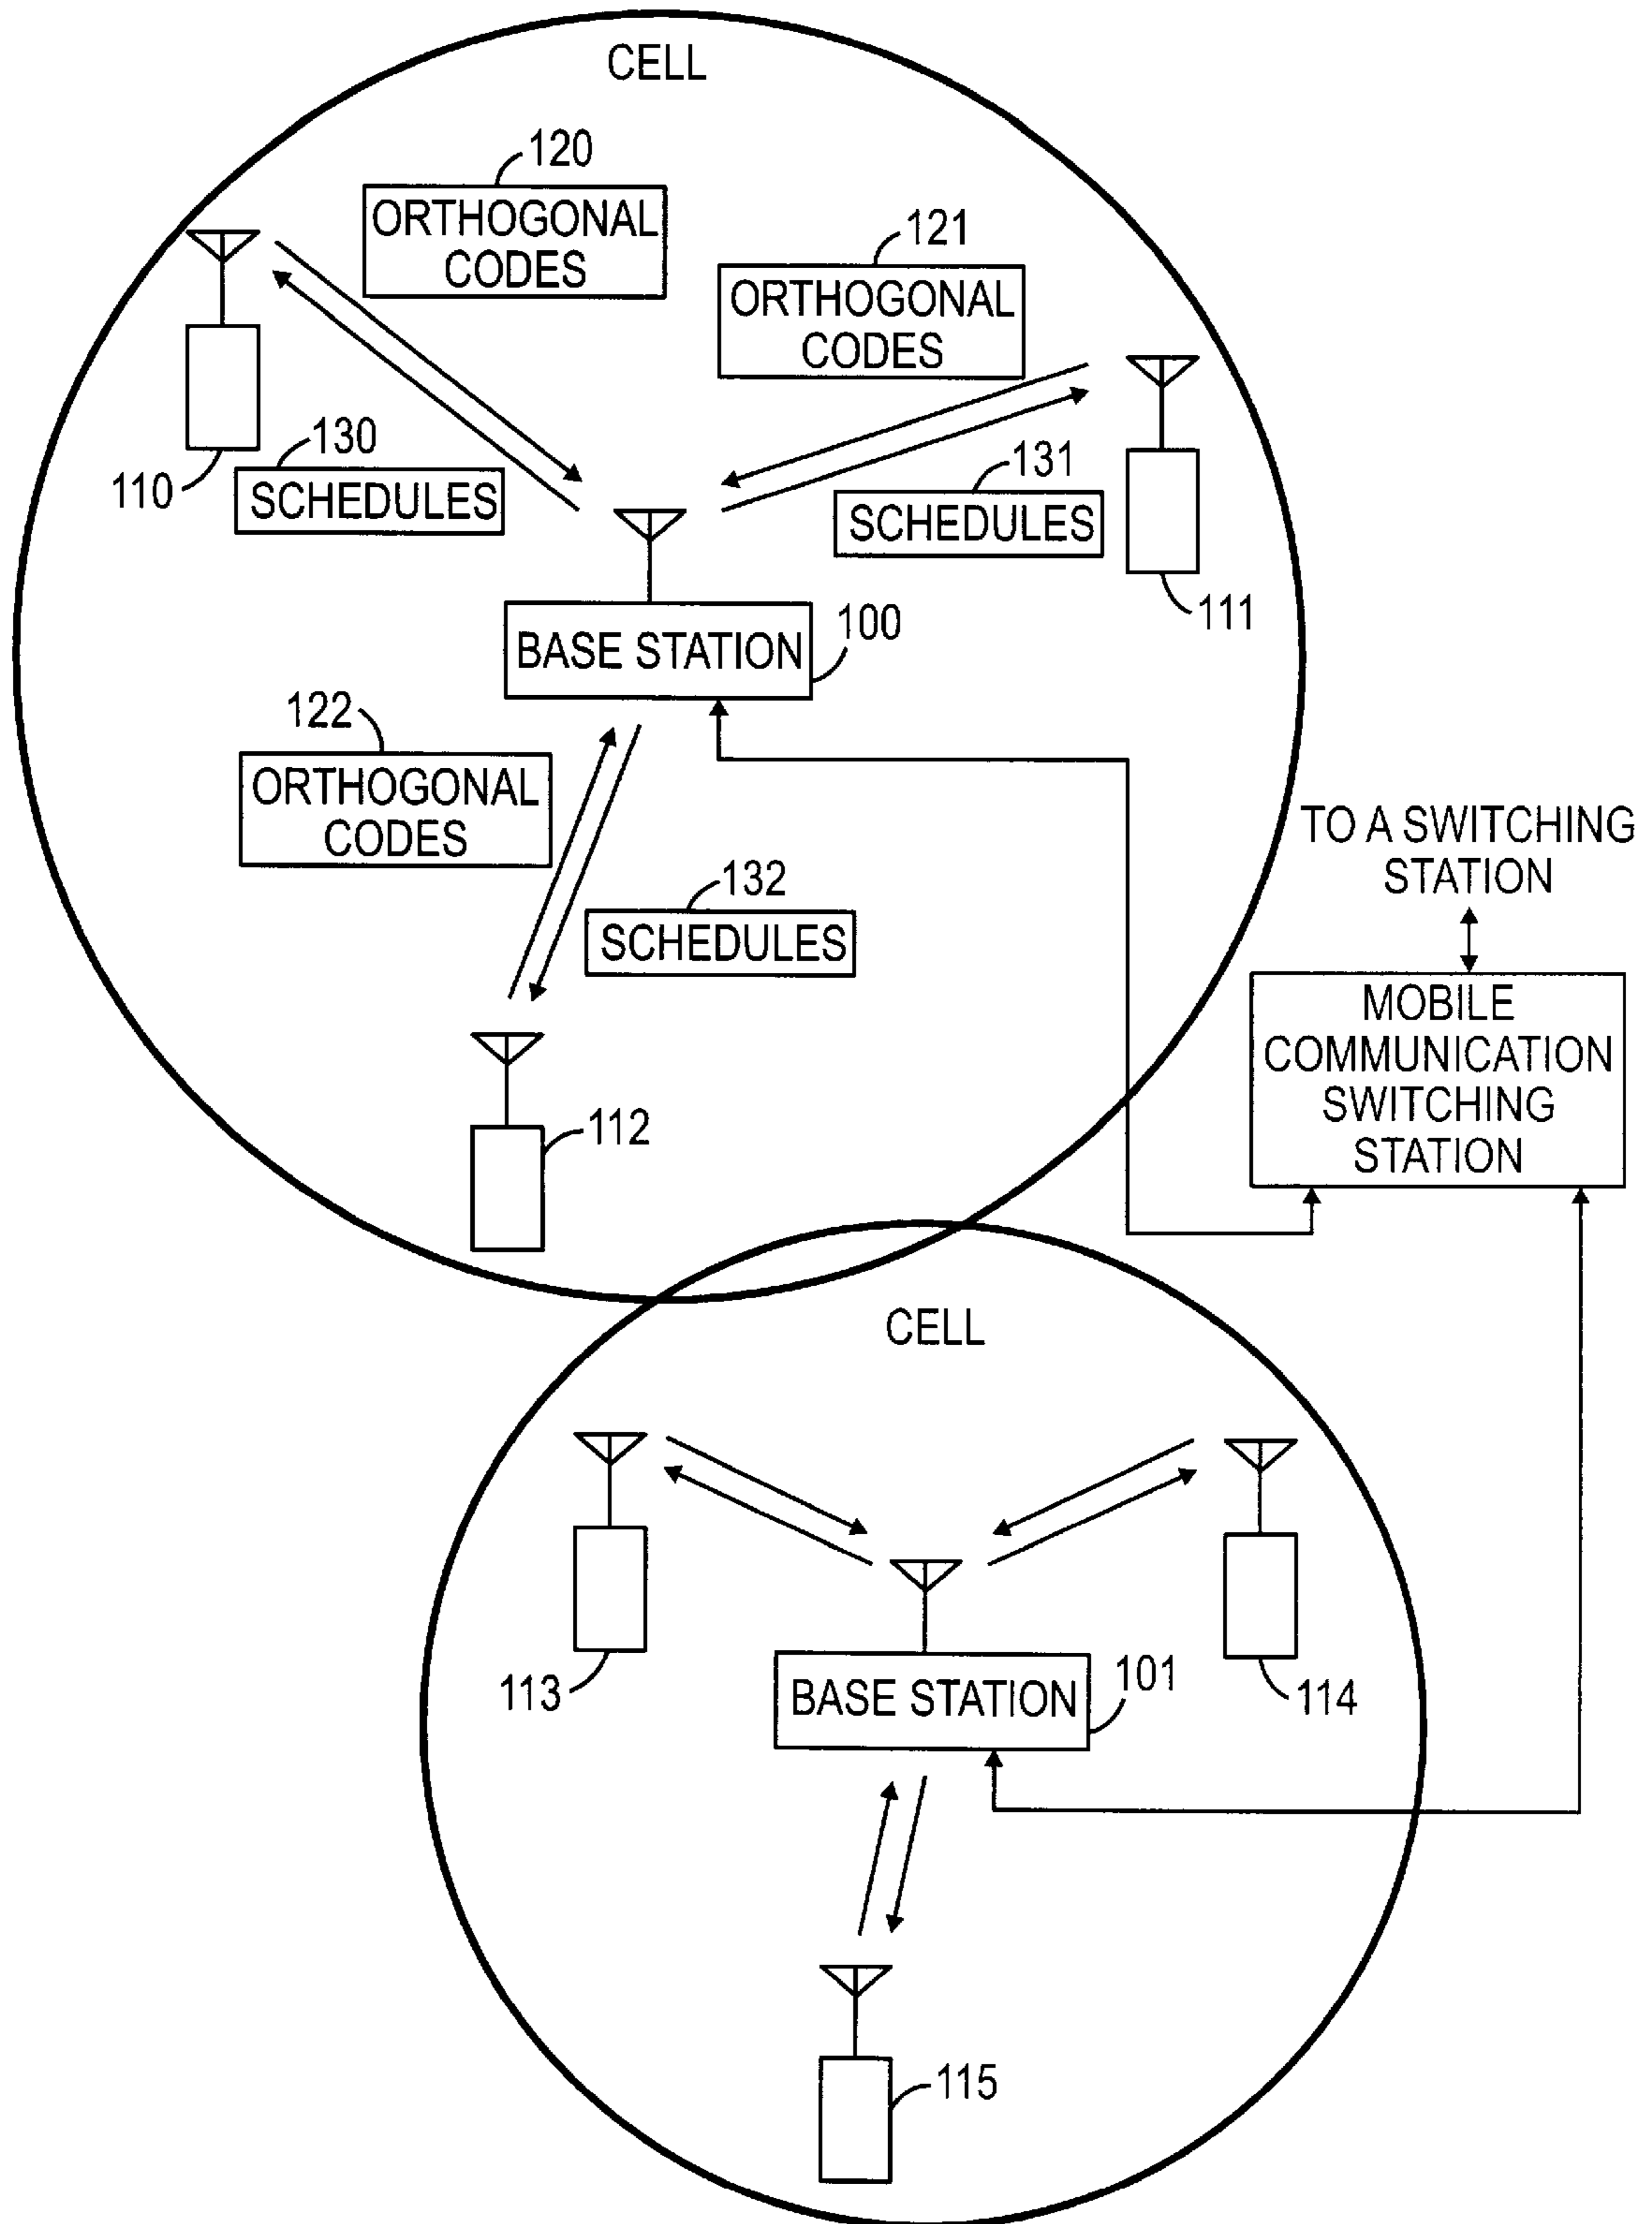 CELL
120
ORTHOGONAL
CODES
121
ORTHOGONAL
CODES
130
SCHEDULES
110
131
SCHEDULES
111
BASE STATION
100
122
ORTHOGONAL
CODES
132
SCHEDULES
112
TO A SWITCHING
STATION
MOBILE
COMMUNICATION
SWITCHING
STATION
CELL
113
114
BASE STATION
101
115